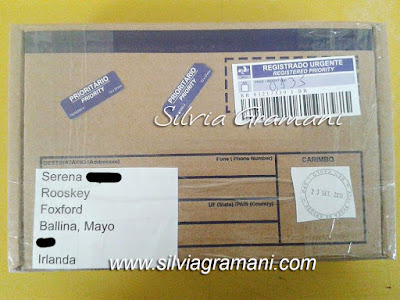 PRIORITÁRIO
PRIORITY
PRIORITÁRIO
PRIORITY
REGISTRADO URGENTE
REGISTERED PRIORITY
Silvia Gramani
DESTINATÁRIO (Addressee)
Fone (Phone Number)
CARIMBO
Serena
Rooskey
Foxford
Ballina, Mayo
UF (State) / PAÍS (Country)
Irlanda
www.silviagramani.com